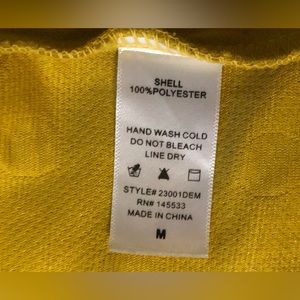 SHELL
100%POLYESTER
HAND WASH COLD
DO NOT BLEACH
LINE DRY
STYLE# 23001DEM
RN# 145533
MADE IN CHINA
M